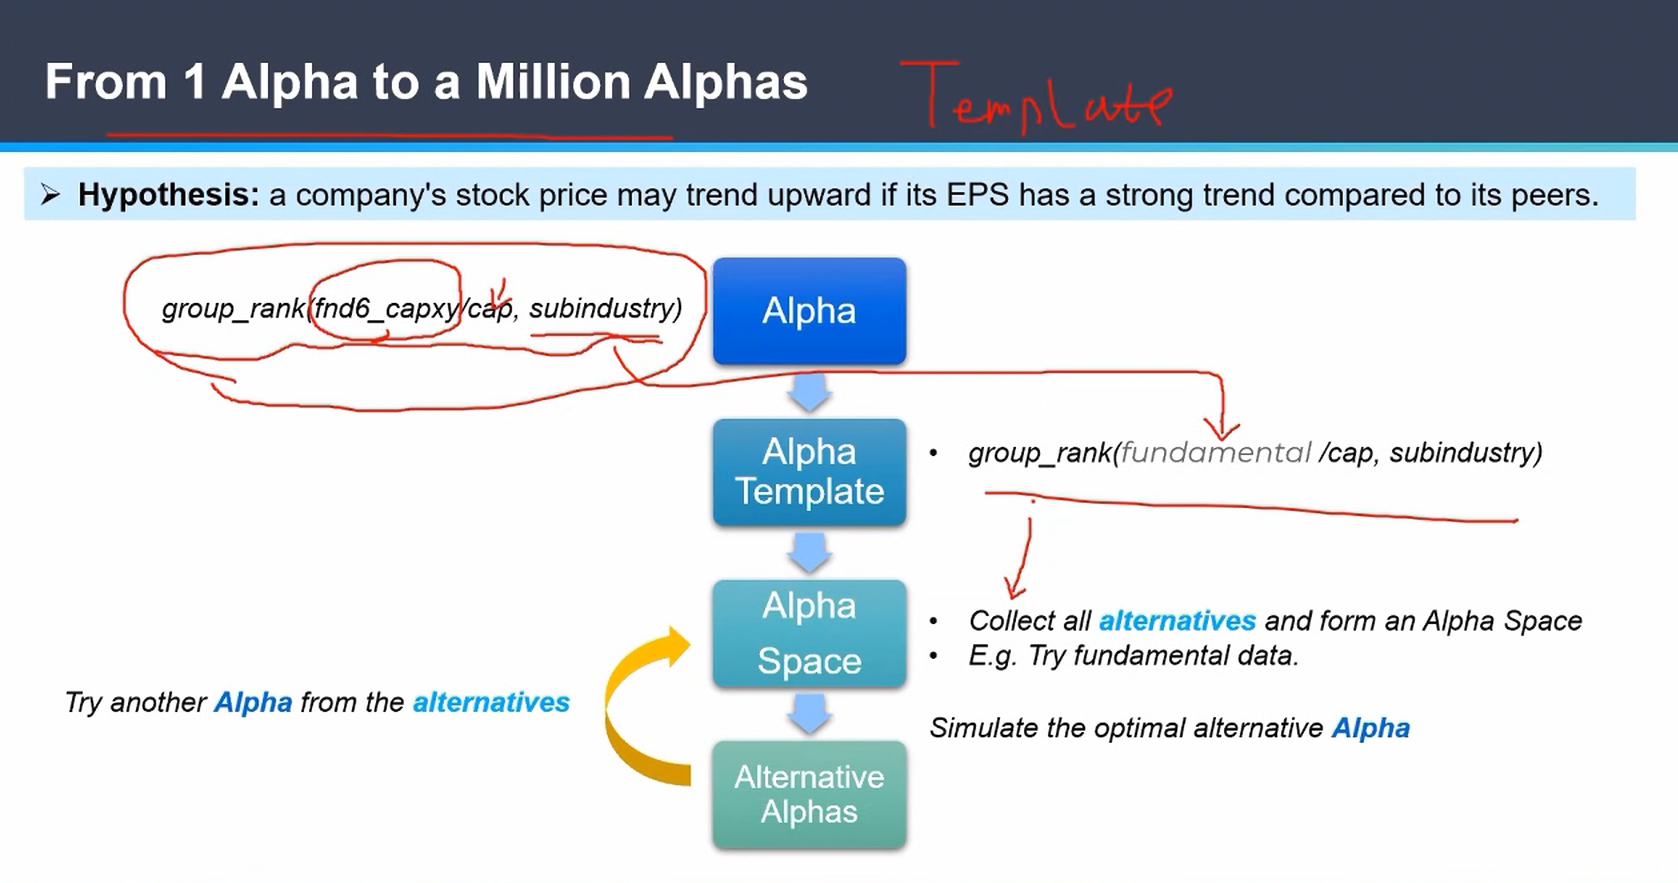 From 1 Alpha to a Million Alphas
Template
Hypothesis: a company's stock price may trend upward if its EPS has a strong trend compared to its peers.
group_rank(fnd6_capxy/cap, subindustry)
Alpha
Alpha
Template
• group_rank(fundamental /cap, subindustry)
Alpha
Space
• Collect all alternatives and form an Alpha Space
• E.g. Try fundamental data.
Try another Alpha from the alternatives
Simulate the optimal alternative Alpha
Alternative
Alphas